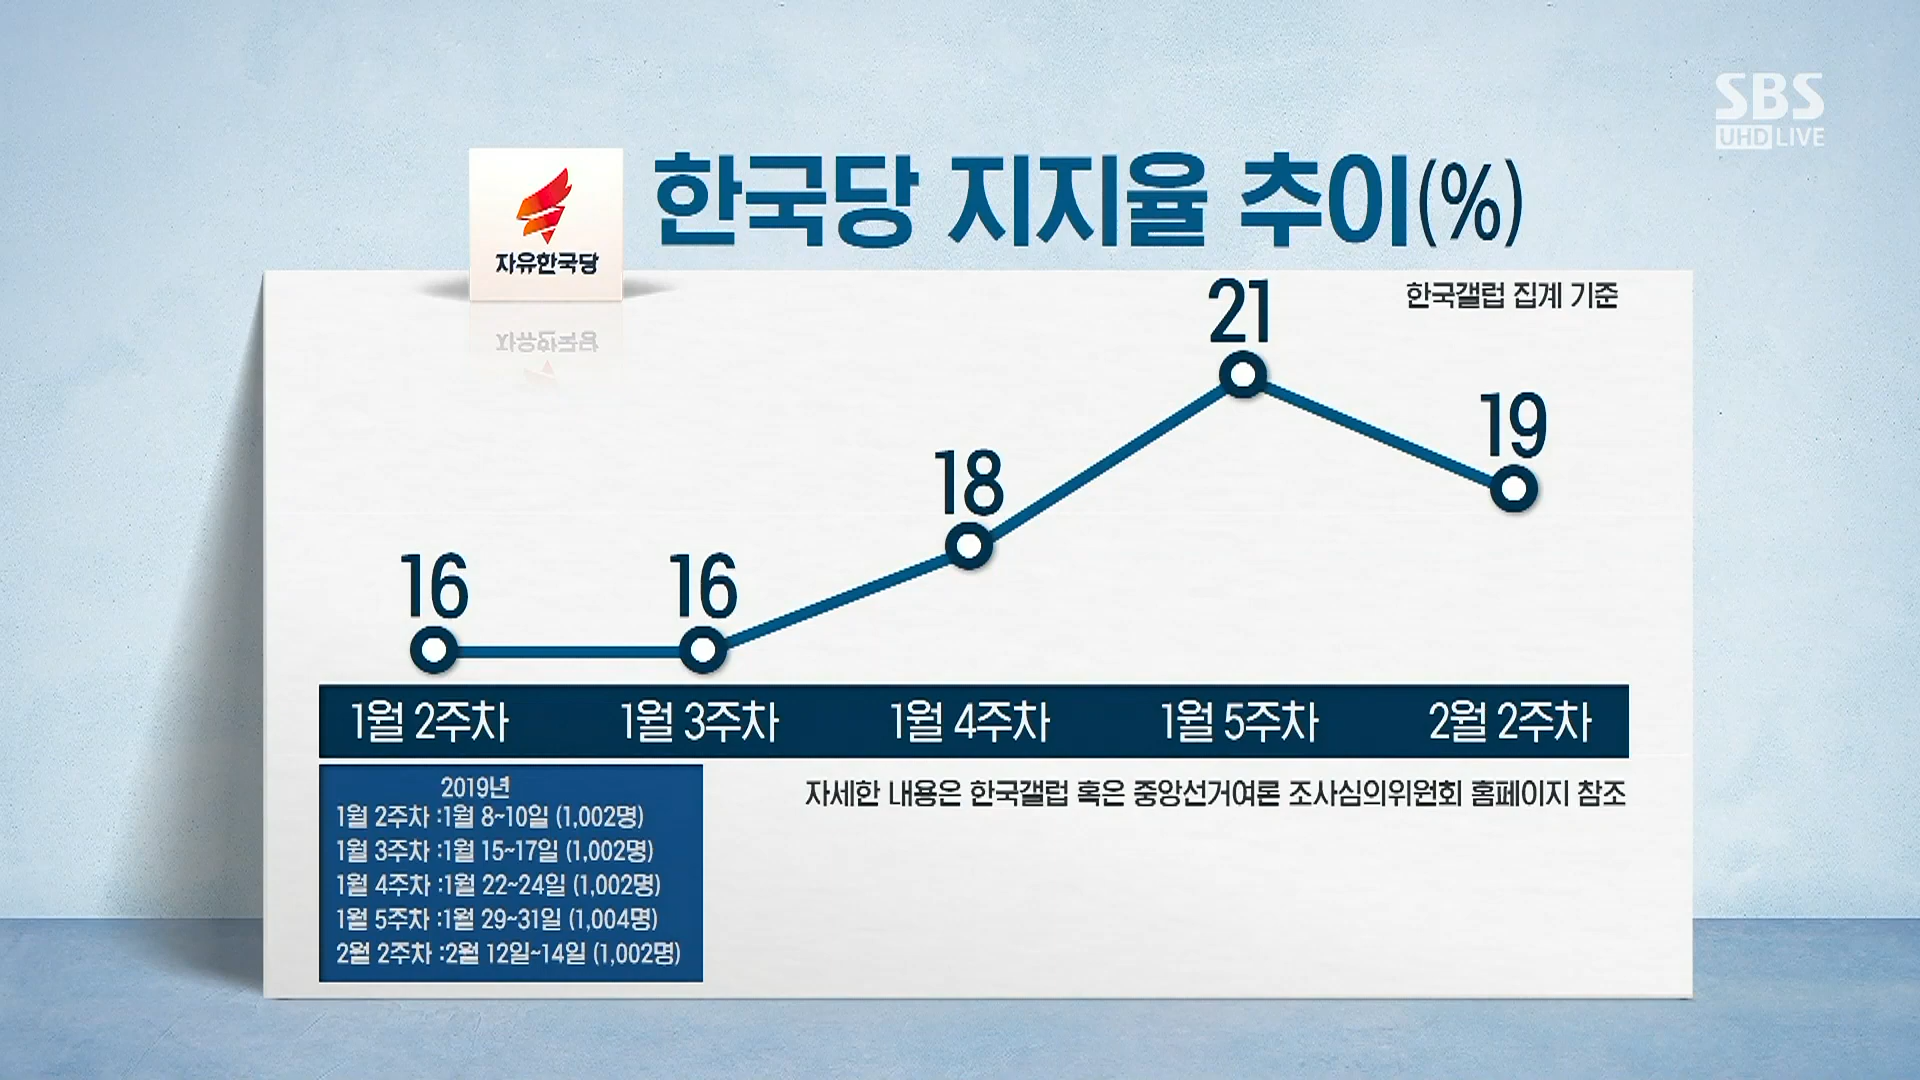 SBS
UHD LIVE
한국당 지지율 추이(%)
자유한국당
한국갤럽 집계 기준
21
19
18
16
16
1월 2주차
1월 3주차
1월 4주차
1월 5주차
2월 2주차
2019년
1월 2주차 :1월 8~10일 (1,002명)
1월 3주차 :1월 15~17일 (1,002명)
1월 4주차 :1월 22~24일 (1,002명)
1월 5주차 :1월 29~31일 (1,004명)
2월 2주차 :2월 12일~14일 (1,002명)
자세한 내용은 한국갤럽 혹은 중앙선거여론 조사심의위원회 홈페이지 참조